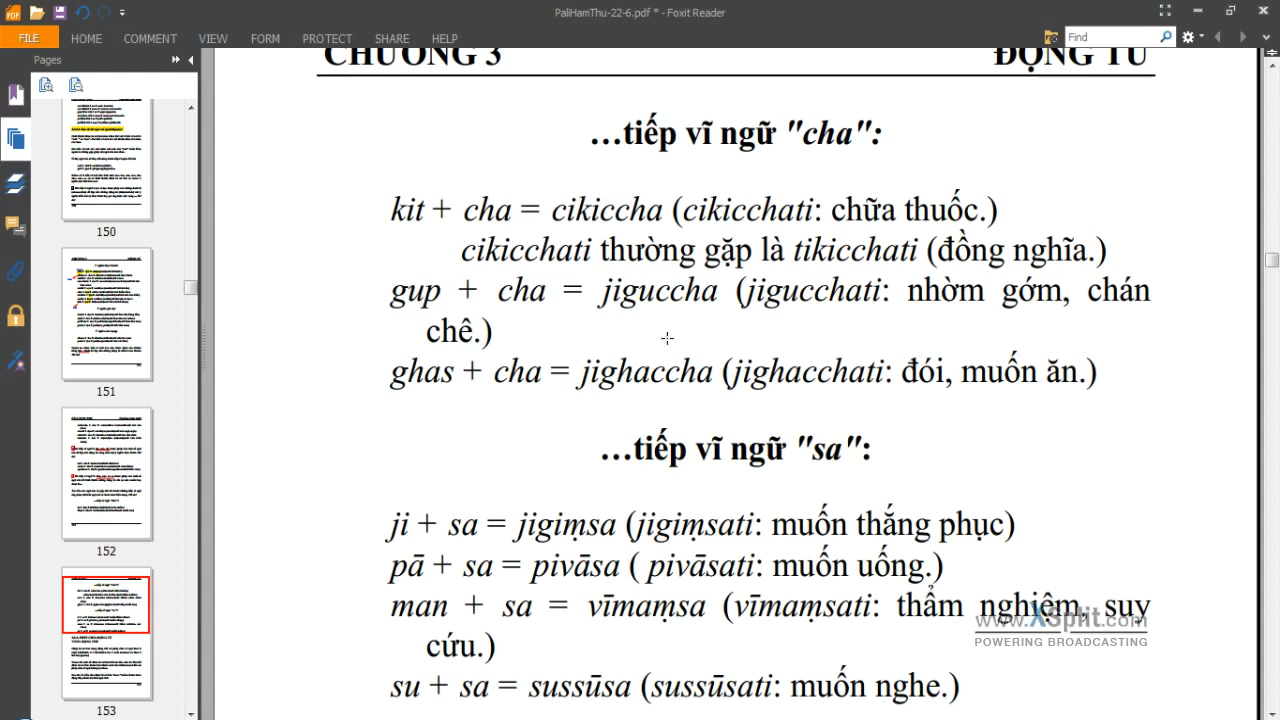 PaliHamThu-22-6.pdf * - Foxit Reader
FILE HOME COMMENT VIEW FORM PROTECT SHARE HELP
Find
Pages
150
151
152
153
CHƯƠNG 3 ĐỘNG TỪ
…tiếp vĩ ngữ "cha":
kit + cha = cikiccha (cikicchati: chữa thuốc.)
cikicchati thường gặp là tikicchati (đồng nghĩa.)
gup + cha = jiguccha (jigucchati: nhờm gớm, chán
chê.)
ghas + cha = jighaccha (jighacchati: đói, muốn ăn.)
…tiếp vĩ ngữ "sa":
ji + sa = jigiṃsa (jigiṃsati: muốn thắng phục)
pā + sa = pivāsa ( pivāsati: muốn uống.)
man + sa = vīmaṃsa (vīmaṃsati: thẩm nghiệm, suy
cứu.)
su + sa = sussūsa (sussūsati: muốn nghe.)
www.XSplit.com
POWERING BROADCASTING